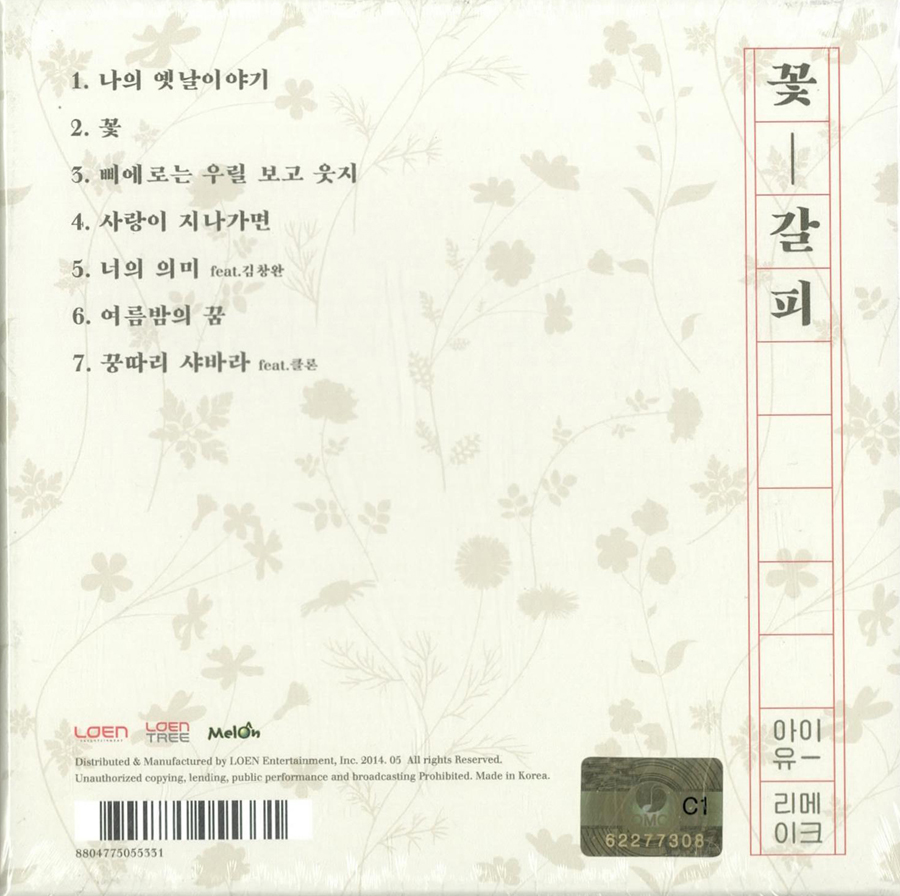 1. 나의 옛날이야기
2. 꽃
3. 삐에로는 우릴 보고 웃지
4. 사랑이 지나가면
5. 너의 의미 feat.김창완
6. 여름밤의 꿈
7. 꿍따리 샤바라 feat.클론
꽃
갈
피
아이
유
리메
이크
LOEN
LOEN
TREE
Melon
Distributed & Manufactured by LOEN Entertainment, Inc. 2014. 05 All rights Reserved.
Unauthorized copying, lending, public performance and broadcasting Prohibited. Made in Korea.
8804775055331
C1
62277308